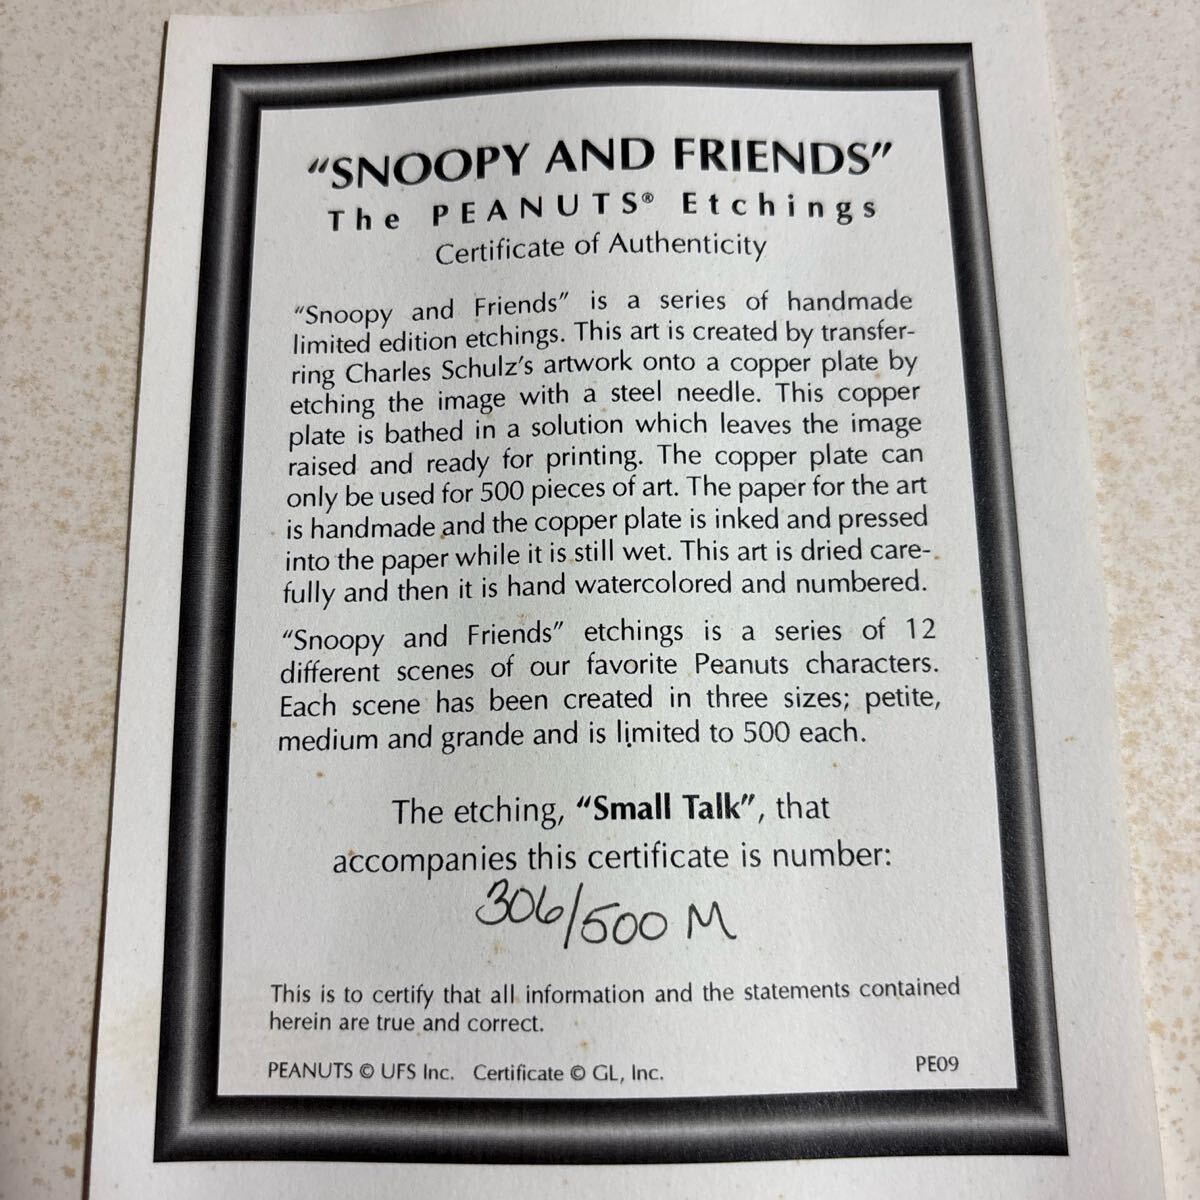 “SNOOPY AND FRIENDS”
The PEANUTS® Etchings
Certificate of Authenticity
“Snoopy and Friends” is a series of handmade
limited edition etchings. This art is created by transfer-
ring Charles Schulz’s artwork onto a copper plate by
etching the image with a steel needle. This copper
plate is bathed in a solution which leaves the image
raised and ready for printing. The copper plate can
only be used for 500 pieces of art. The paper for the art
is handmade and the copper plate is inked and pressed
into the paper while it is still wet. This art is dried care-
fully and then it is hand watercolored and numbered.
“Snoopy and Friends” etchings is a series of 12
different scenes of our favorite Peanuts characters.
Each scene has been created in three sizes; petite,
medium and grande and is limited to 500 each.
The etching, “Small Talk”, that
accompanies this certificate is number:
306/500 M
This is to certify that all information and the statements contained
herein are true and correct.
PEANUTS © UFS Inc. Certificate © GL, Inc. PE09